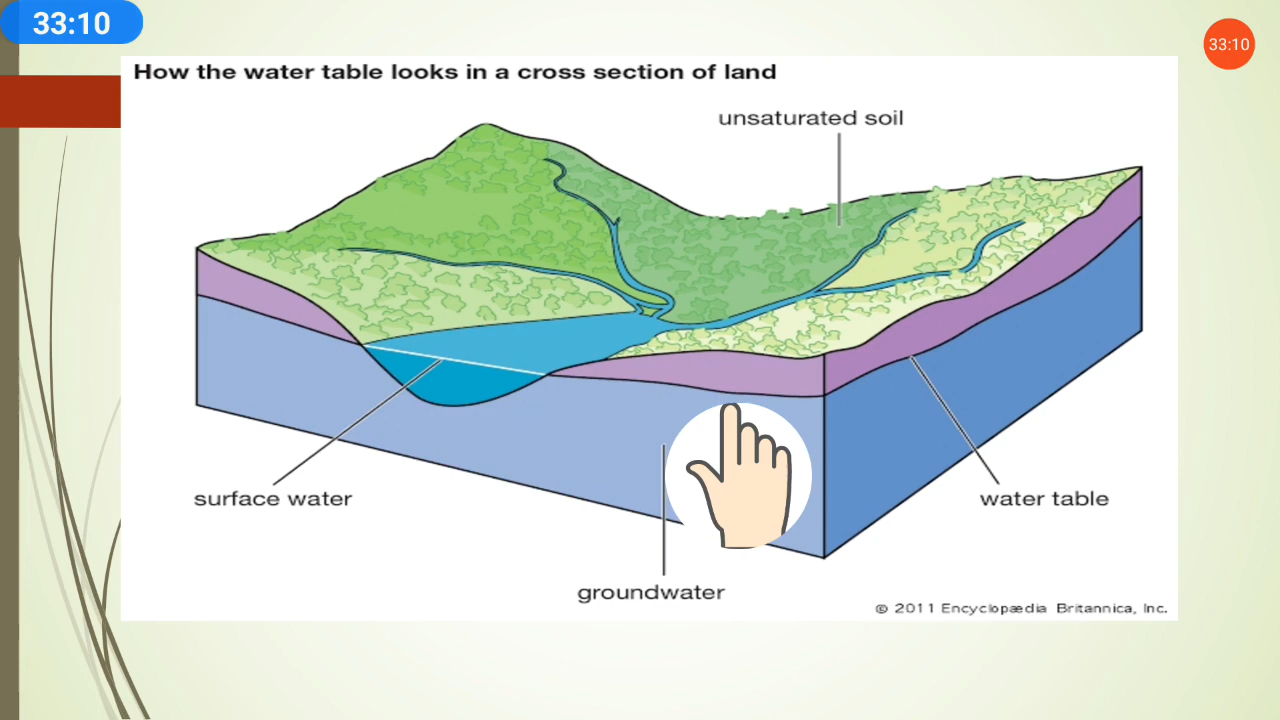 33:10
33:10
How the water table looks in a cross section of land
unsaturated soil
surface water
water table
groundwater
© 2011 Encyclopædia Britannica, Inc.